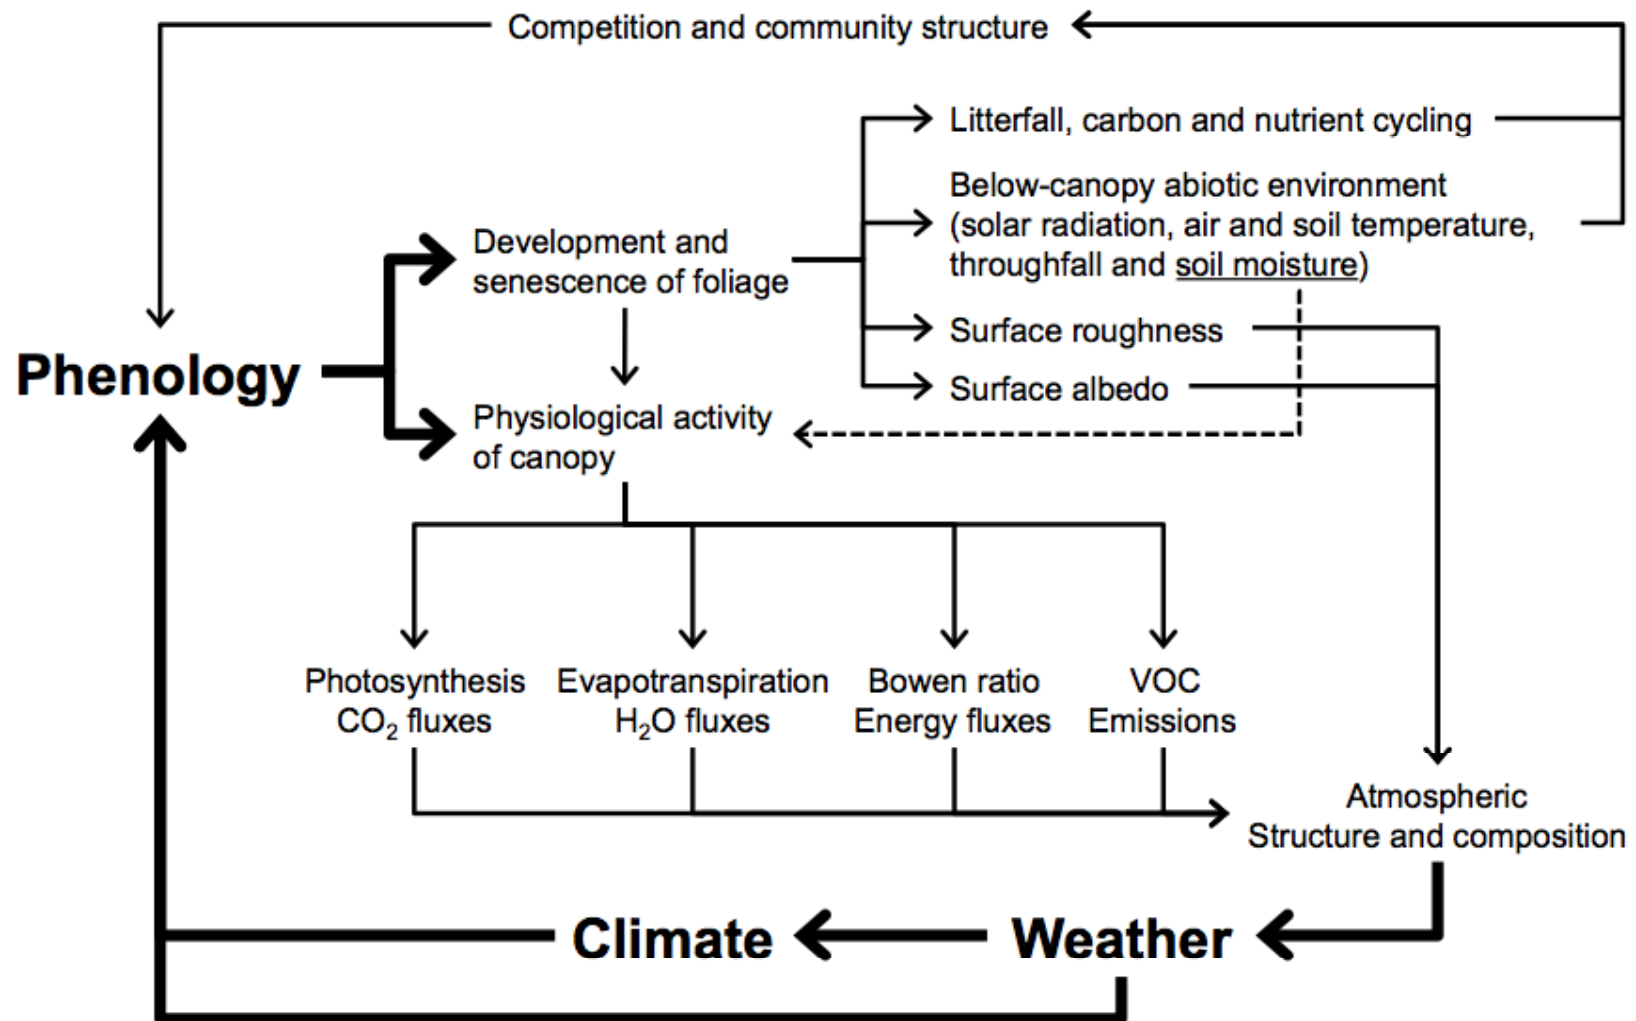 Competition and community structure
Litterfall, carbon and nutrient cycling
Below-canopy abiotic environment
(solar radiation, air and soil temperature,
throughfall and soil moisture)
Development and
senescence of foliage
Surface roughness
Phenology
Surface albedo
Physiological activity
of canopy
Photosynthesis
CO₂ fluxes
Evapotranspiration
H₂O fluxes
Bowen ratio
Energy fluxes
VOC
Emissions
Atmospheric
Structure and composition
Climate
Weather